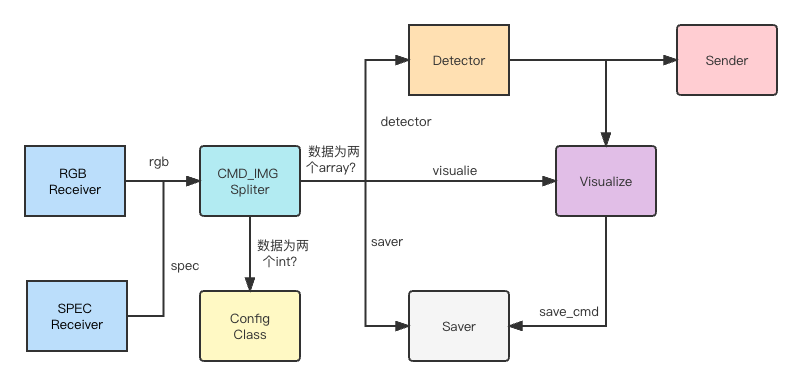 Detector
Sender
detector
RGB
Receiver
rgb
CMD_IMG
Spliter
数据为两
个array?
visualie
Visualize
SPEC
Receiver
spec
数据为两
个int?
saver
Config
Class
Saver
save_cmd